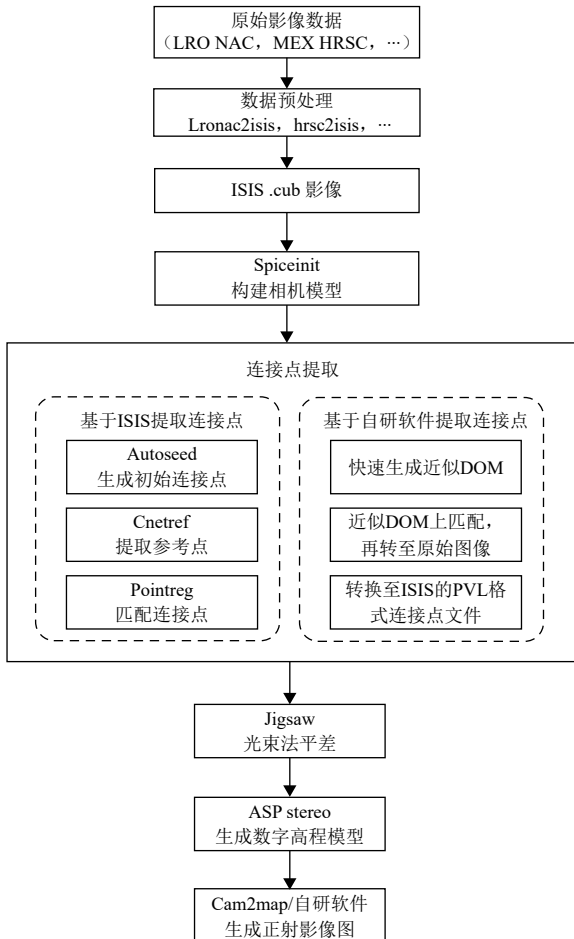 原始影像数据
（LRO NAC，MEX HRSC，…）
数据预处理
Lronac2isis，hrsc2isis，…
ISIS .cub 影像
Spiceinit
构建相机模型
连接点提取
基于ISIS提取连接点
Autoseed
生成初始连接点
Cnetref
提取参考点
Pointreg
匹配连接点
基于自研软件提取连接点
快速生成近似DOM
近似DOM上匹配，
再转至原始图像
转换至ISIS的PVL格
式连接点文件
Jigsaw
光束法平差
ASP stereo
生成数字高程模型
Cam2map/自研软件
生成正射影像图